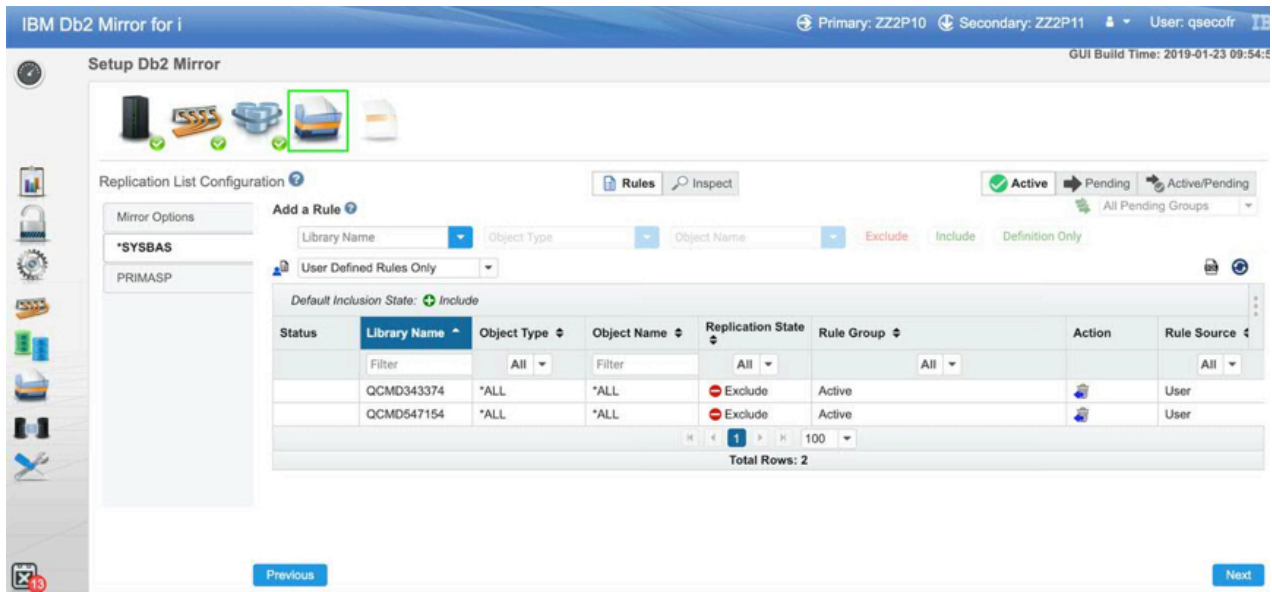 IBM Db2 Mirror for i
Primary: ZZ2P10 Secondary: ZZ2P11 User: qsecofr
GUI Build Time: 2019-01-23 09:54:5
Setup Db2 Mirror
Replication List Configuration ?
Rules Inspect
Active Pending Active/Pending
Mirror Options
*SYSBAS
PRIMASP
Add a Rule ?
All Pending Groups
Library Name Object Type Object Name Exclude Include Definition Only
User Defined Rules Only
Default Inclusion State: Include
Status Library Name Object Type Object Name Replication State Rule Group Action Rule Source
Filter All Filter All All All
QCMD343374 *ALL *ALL Exclude Active User
QCMD547154 *ALL *ALL Exclude Active User
1 100
Total Rows: 2
13
Previous Next